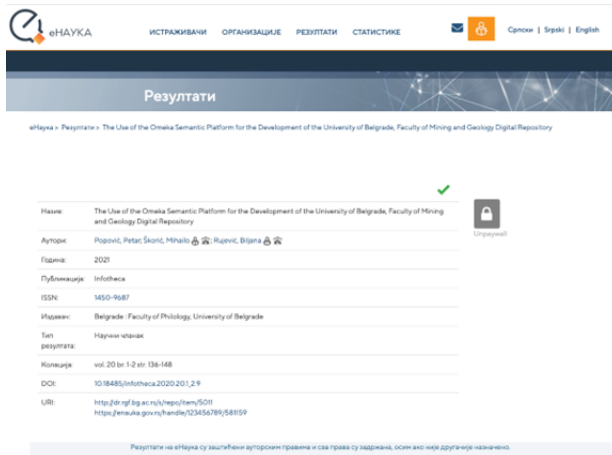 еНАУКА
ИСТРАЖИВАЧИ ОРГАНИЗАЦИЈЕ РЕЗУЛТАТИ СТАТИСТИКЕ
Српски | Srpski | English
Резултати
еНаука > Резултати > The Use of the Omeka Semantic Platform for the Development of the University of Belgrade, Faculty of Mining and Geology Digital Repository
Назив: The Use of the Omeka Semantic Platform for the Development of the University of Belgrade, Faculty of Mining
and Geology Digital Repository
Unpaywall
Аутори: Popović, Petar; Škorić, Mihailo; Rujević, Biljana
Година: 2021
Публикација: Infotheca
ISSN: 1450-9687
Издавач: Belgrade : Faculty of Philology, University of Belgrade
Тип Научни чланак
резултата:
Колација: vol. 20 br. 1-2 str. 136-148
DOI: 10.18485/infotheca.2020.20.1_2.9
URI: http://dr.rgf.bg.ac.rs/s/repo/item/5011
https://enauka.gov.rs/handle/123456789/581159
Резултати на еНаука су заштићени ауторским правима и сва права су задржана, осим ако није другачије назначено.